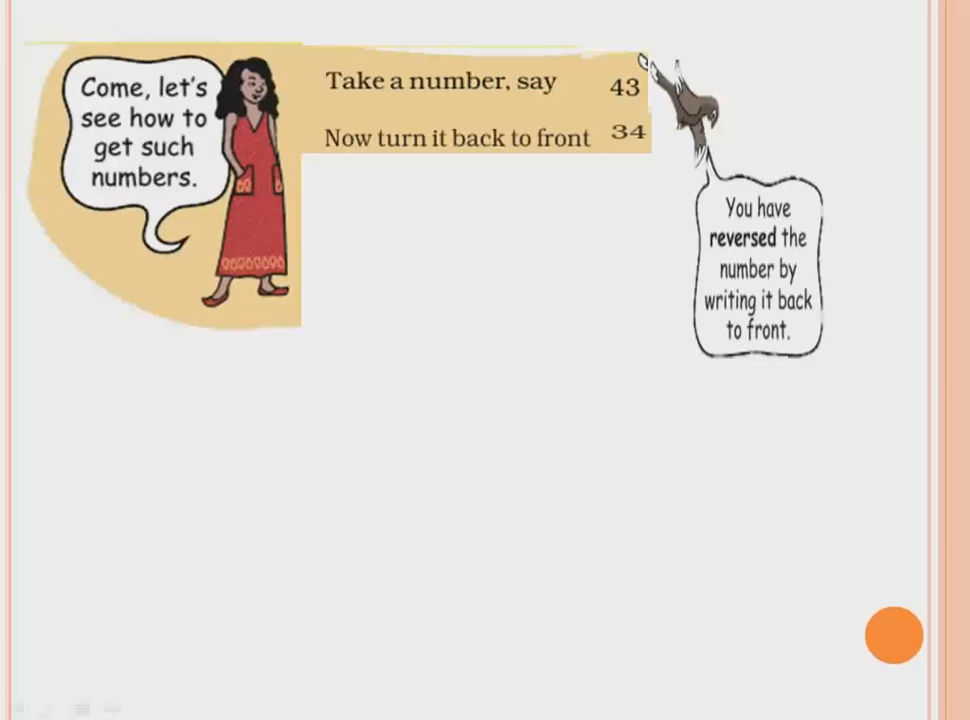 Come, let's
see how to
get such
numbers.
Take a number, say 43
Now turn it back to front 34
You have
reversed the
number by
writing it back
to front.